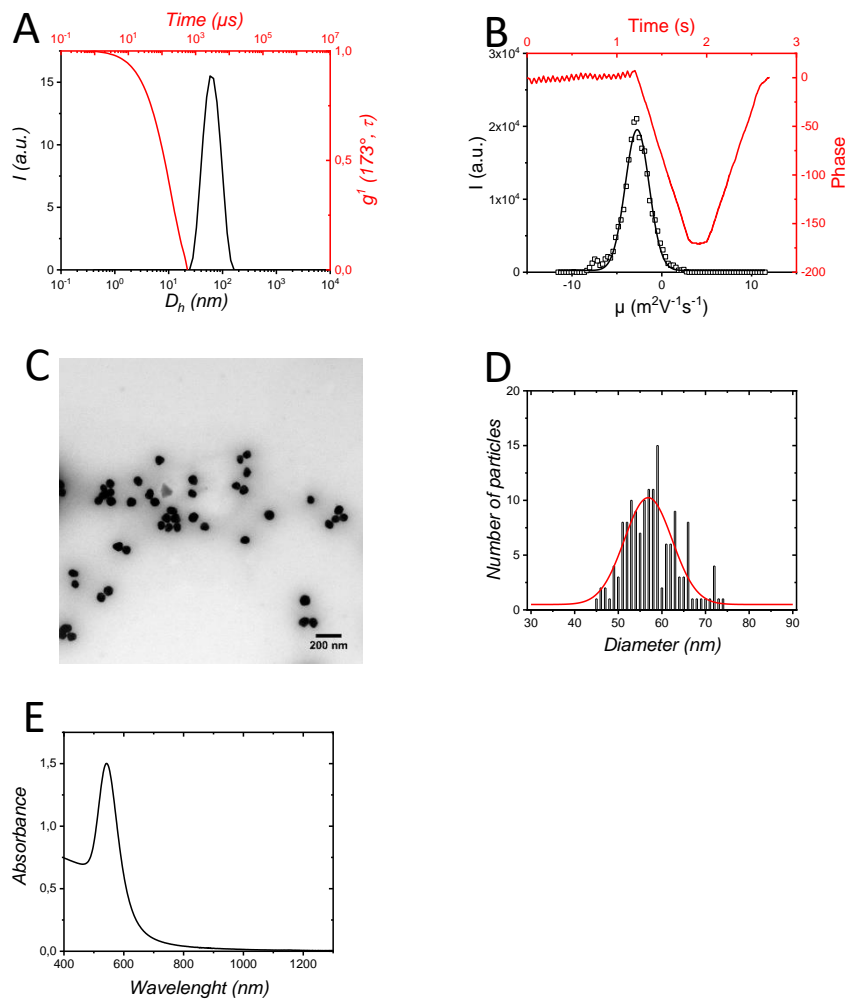 A
Time (µs)
10⁻¹ 10¹ 10³ 10⁵ 10⁷
15
10
5
0
I (a.u.)
1,0
0,5
0,0
g¹ (173°, τ)
10⁻¹ 10⁰ 10¹ 10² 10³ 10⁴
D_h (nm)
B
Time (s)
0 1 2 3
3x10⁴
2x10⁴
1x10⁴
0
I (a.u.)
0
-50
-100
-150
-200
Phase
-10 0 10
µ (m²V⁻¹s⁻¹)
C
200 nm
D
20
15
10
5
0
Number of particles
30 40 50 60 70 80 90
Diameter (nm)
E
1,5
1,0
0,5
0,0
Absorbance
400 600 800 1000 1200
Wavelenght (nm)